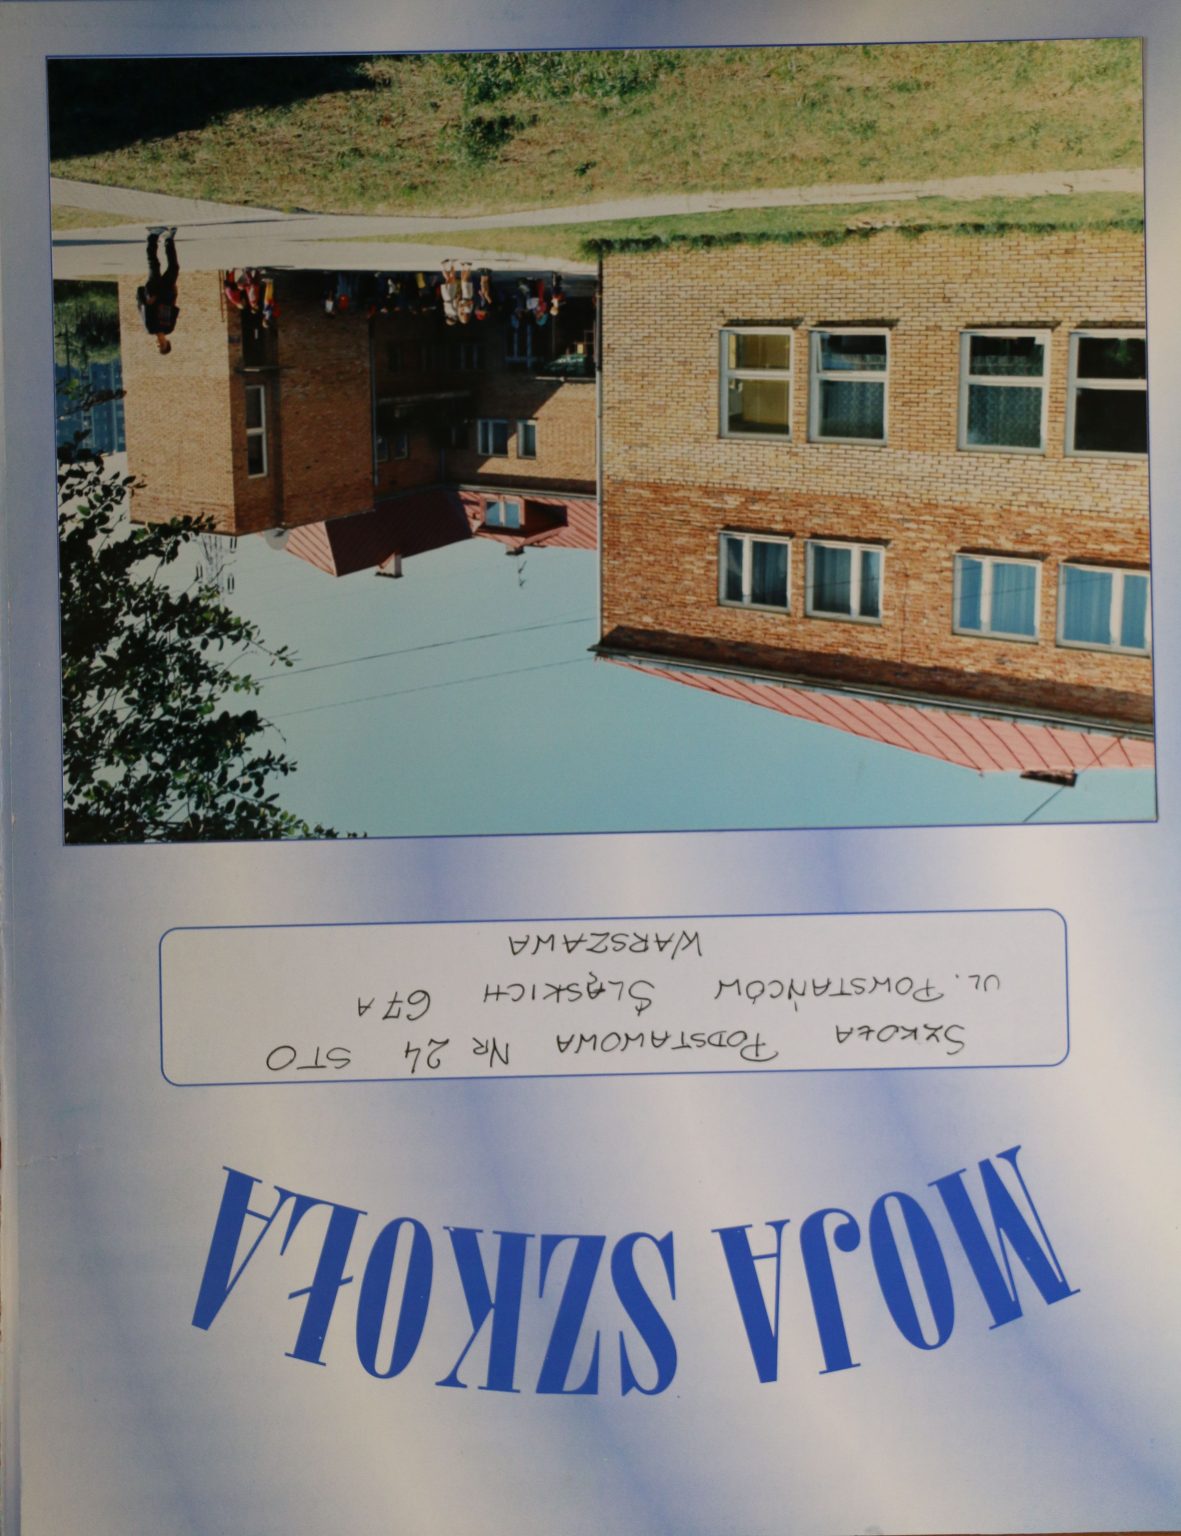 MOJA SZKOŁA
SZKOŁA PODSTAWOWA NR 24 STO
UL. POWSTAŃCÓW ŚLĄSKICH 67A
WARSZAWA